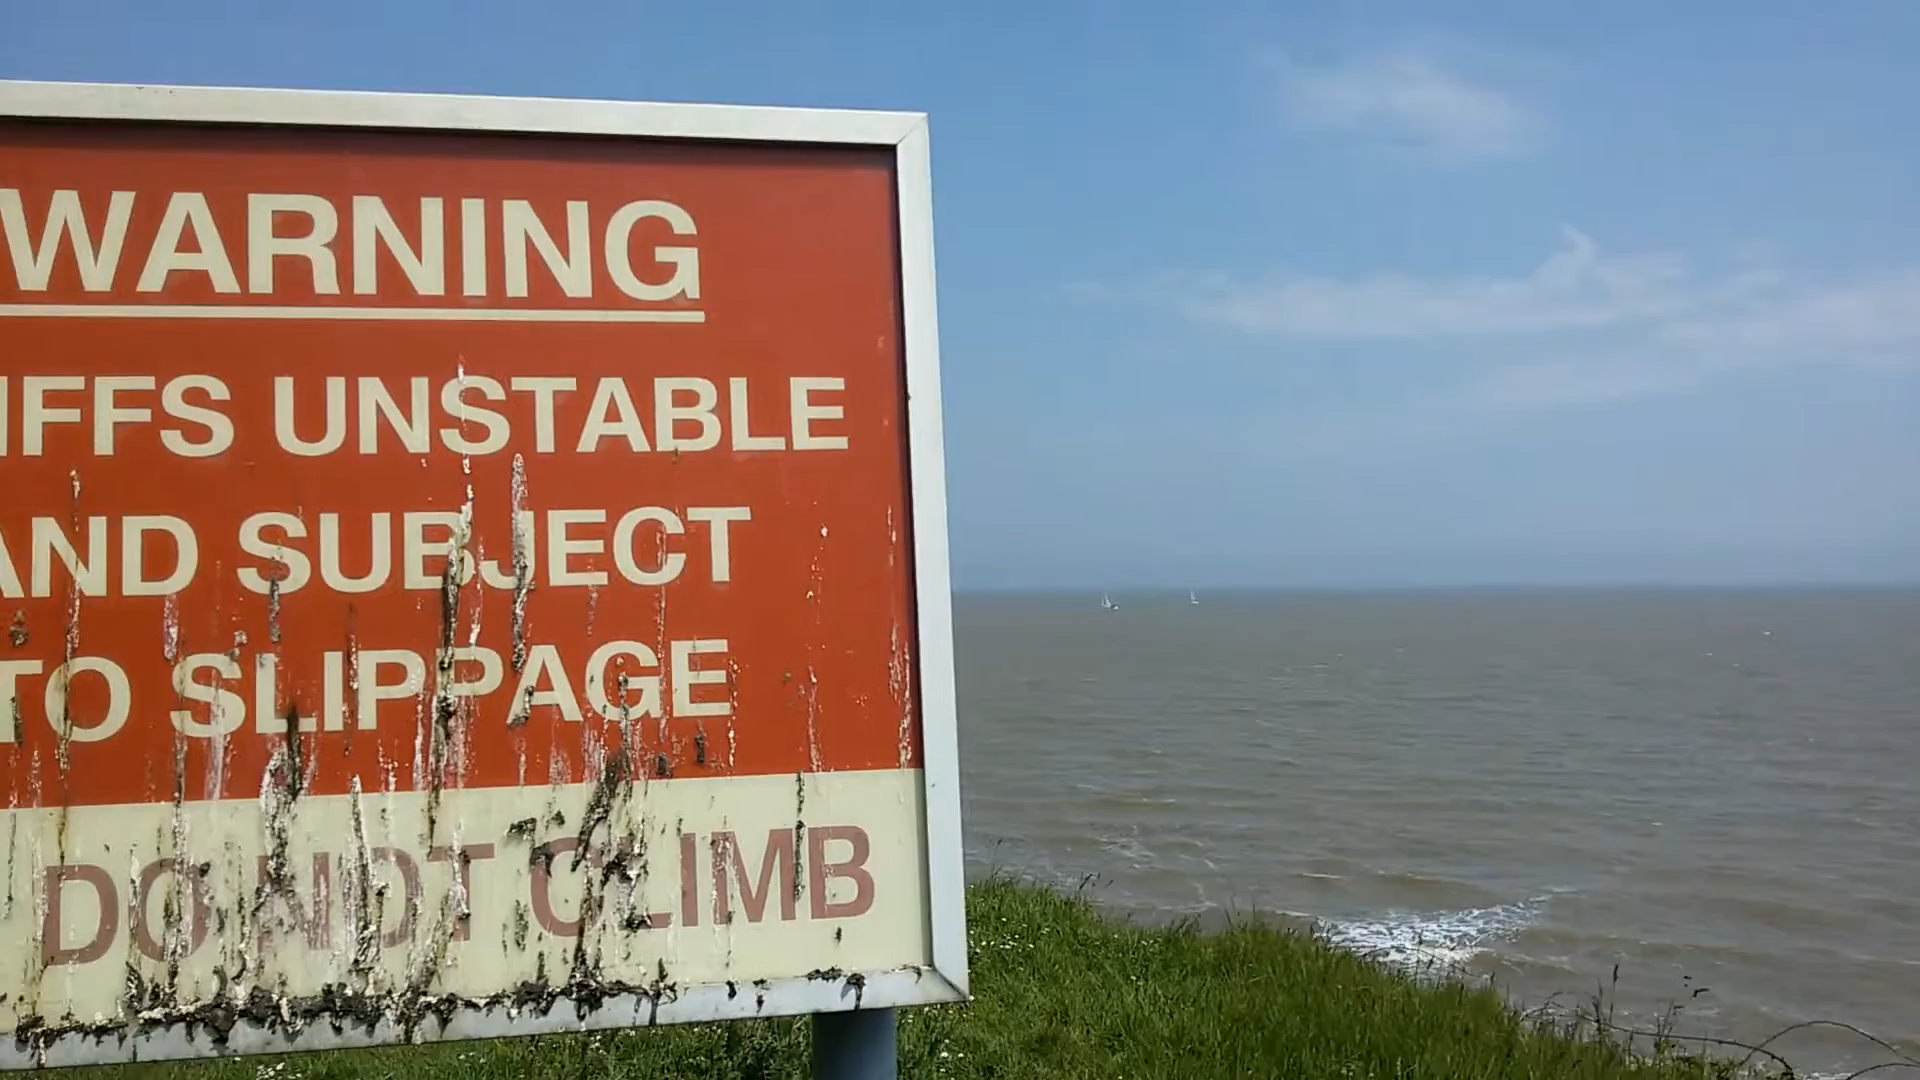 WARNING
IFFS UNSTABLE
AND SUBJECT
TO SLIPPAGE
DO NOT CLIMB